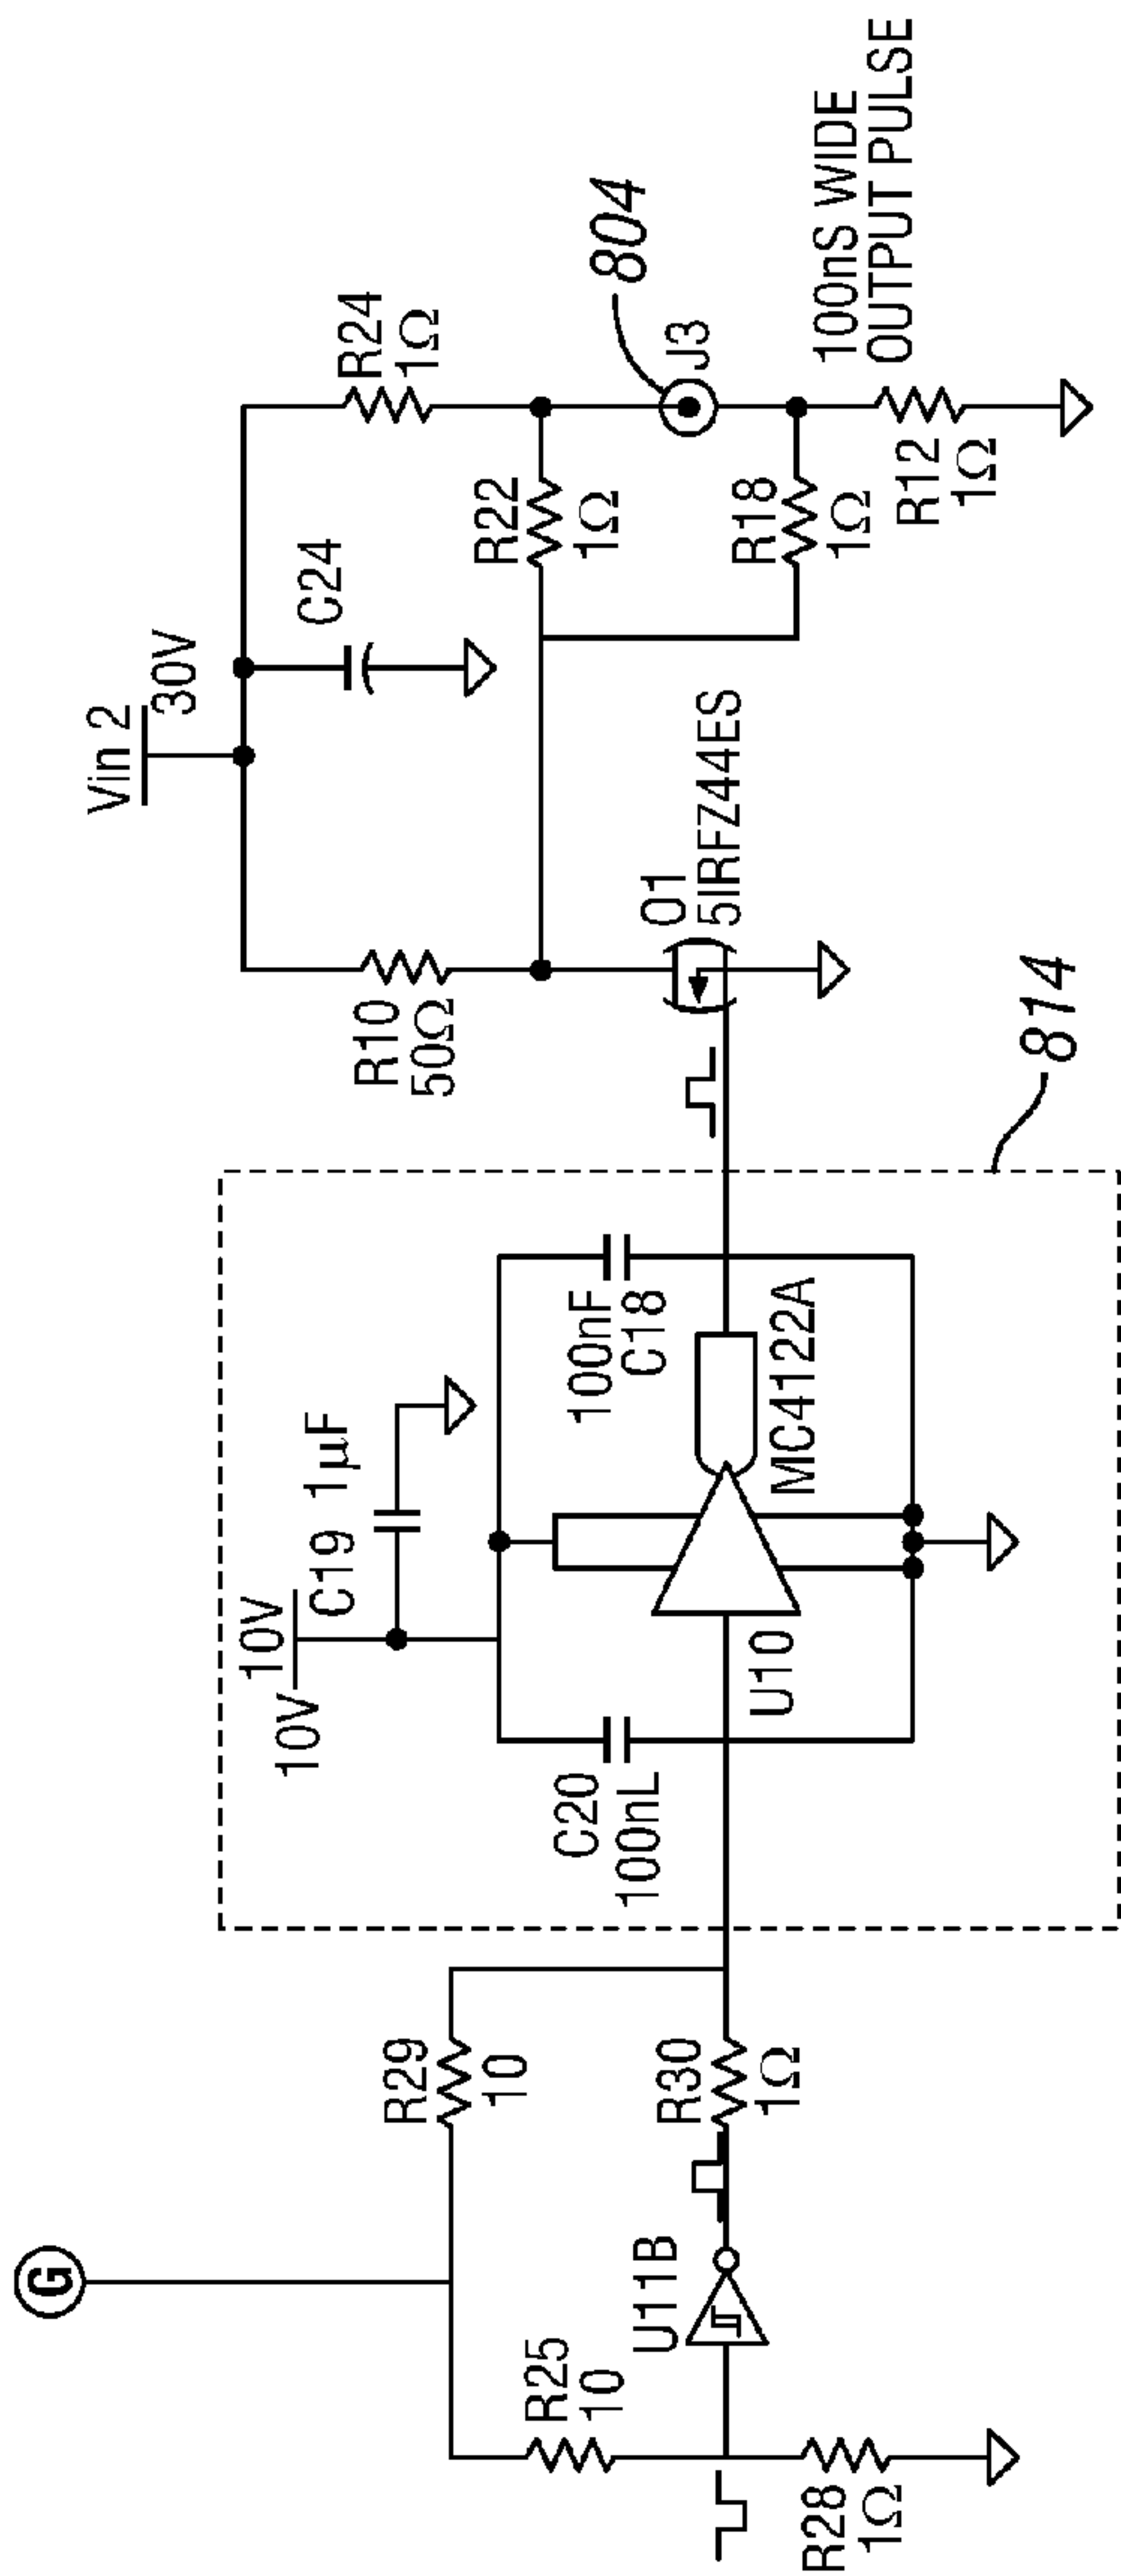 G
R29
10
R25
10
U11B
R30
1Ω
R28
1Ω
10V
10V
C19 1µF
C20
100nL
100nF
C18
U10
MC4122A
814
Vin 2
30V
R10
50Ω
C24
R24
1Ω
R22
1Ω
O1
5IRFZ44ES
804
J3
R18
1Ω
R12
1Ω
100nS WIDE
OUTPUT PULSE